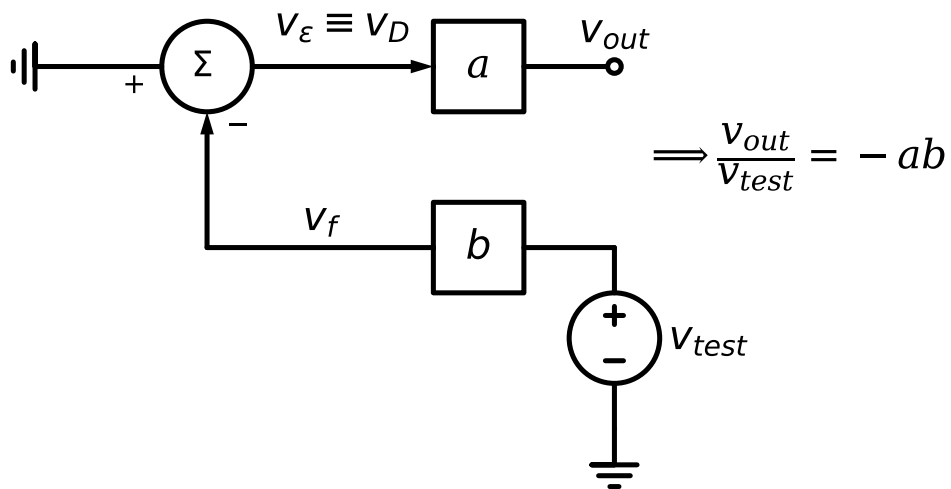 v_ε ≡ v_D
v_out
Σ
a
+
−
⟹ v_out / v_test = − ab
v_f
b
+
−
v_test